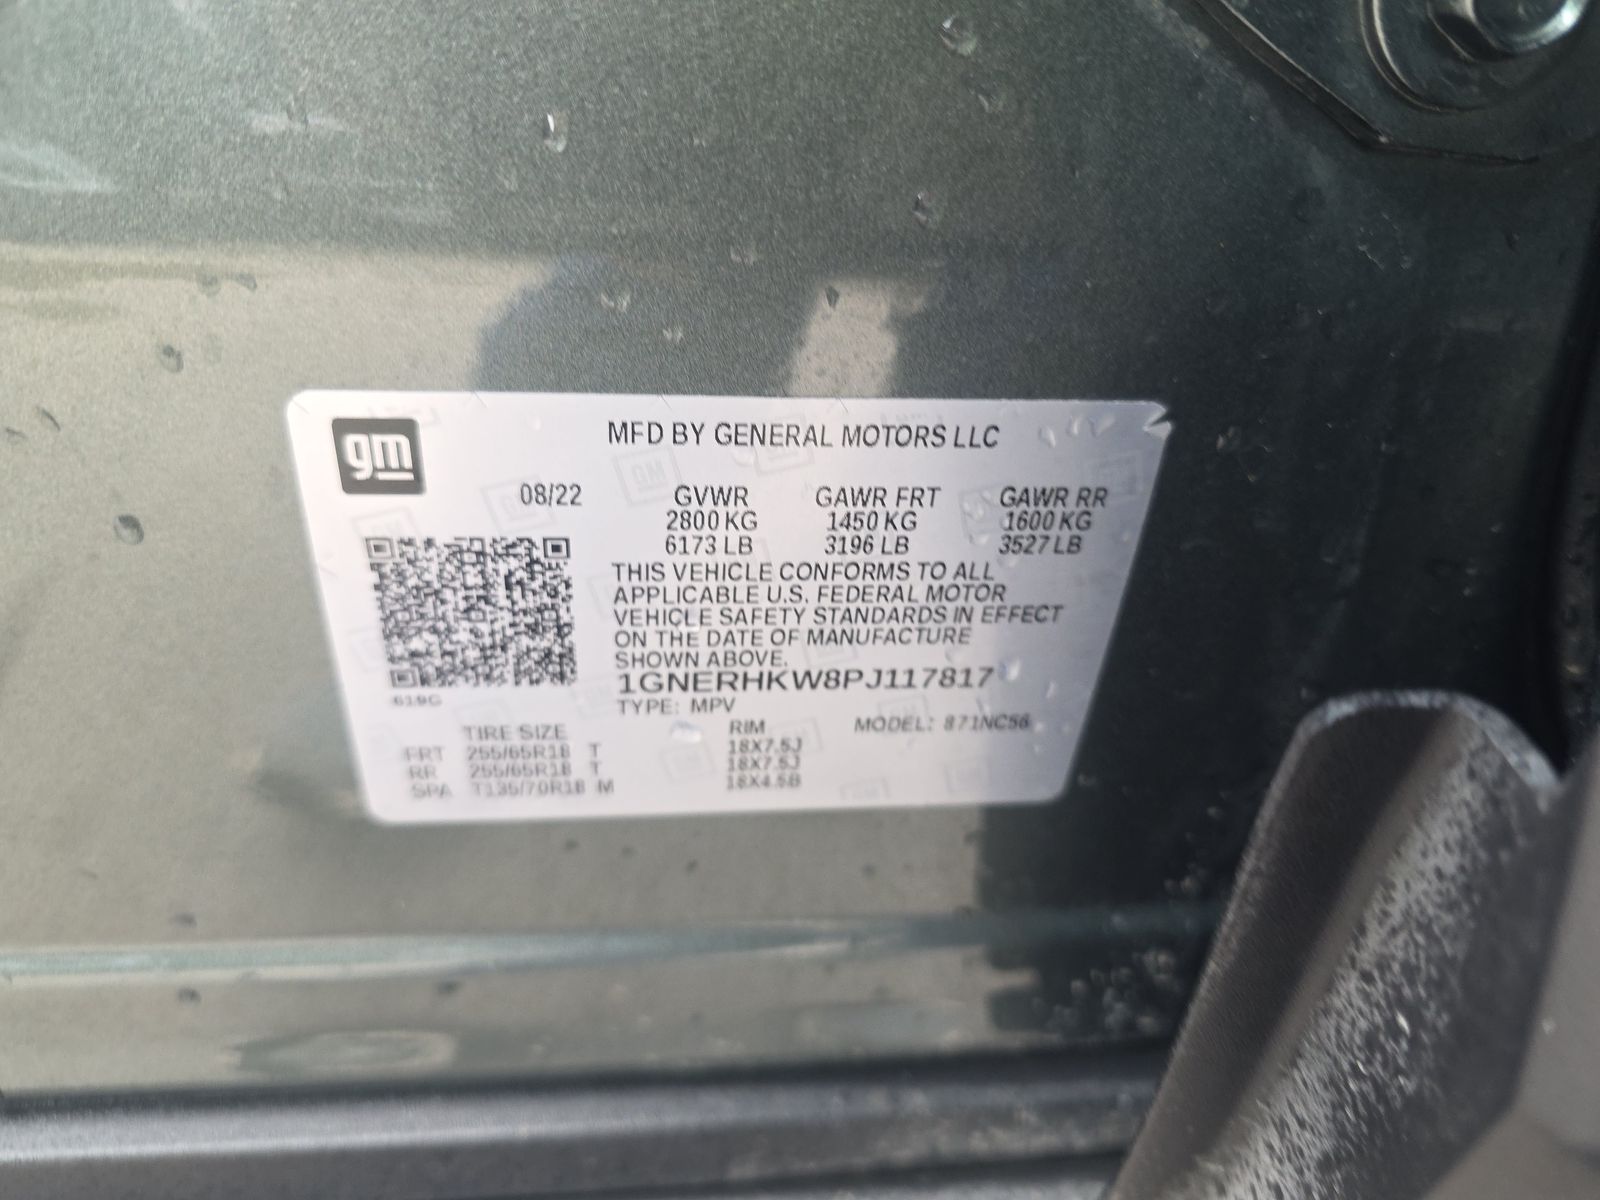 gm
MFD BY GENERAL MOTORS LLC
08/22 GVWR GAWR FRT GAWR RR
2800 KG 1450 KG 1600 KG
6173 LB 3196 LB 3527 LB
THIS VEHICLE CONFORMS TO ALL
APPLICABLE U.S. FEDERAL MOTOR
VEHICLE SAFETY STANDARDS IN EFFECT
ON THE DATE OF MANUFACTURE
SHOWN ABOVE.
1GNERHKW8PJ117817
619G
TYPE: MPV
TIRE SIZE RIM MODEL: 871NC56
FRT 255/65R18 T 18X7.5J
RR 255/65R18 T 18X7.5J
SPA T135/70R18 M 18X4.5B